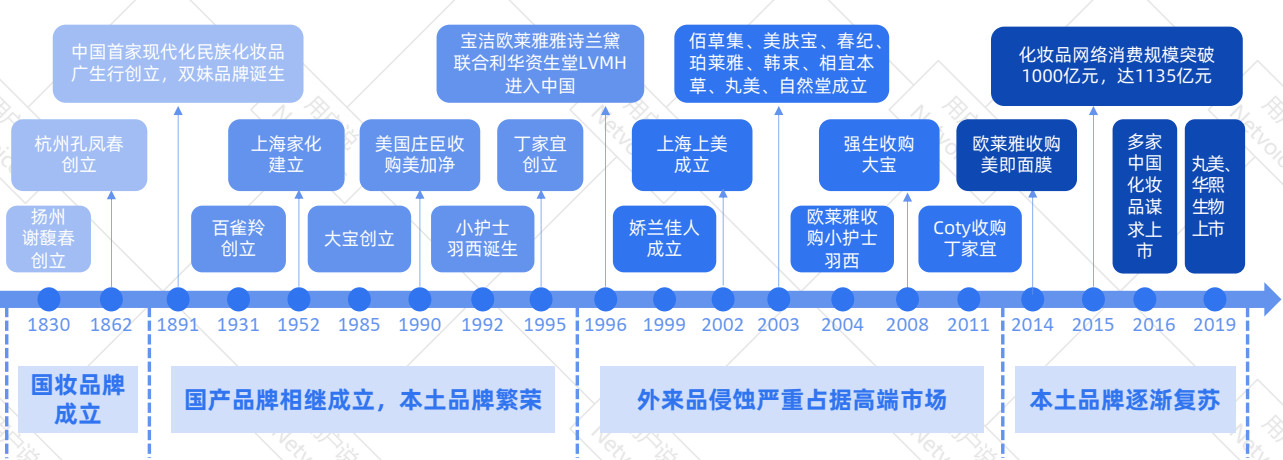 中国首家现代化民族化妆品
广生行创立，双妹品牌诞生
宝洁欧莱雅雅诗兰黛
联合利华资生堂LVMH
进入中国
佰草集、美肤宝、春纪、
珀莱雅、韩束、相宜本
草、丸美、自然堂成立
化妆品网络消费规模突破
1000亿元，达1135亿元
杭州孔凤春
创立
上海家化
建立
美国庄臣收
购美加净
丁家宜
创立
上海上美
成立
强生收购
大宝
欧莱雅收购
美即面膜
多家
中国
化妆
品谋
求上
市
丸美、
华熙
生物
上市
扬州
谢馥春
创立
百雀羚
创立
大宝创立
小护士
羽西诞生
娇兰佳人
成立
欧莱雅收
购小护士
羽西
Coty收购
丁家宜
1830 1862 1891 1931 1952 1985 1990 1992 1995 1996 1999 2002 2003 2004 2008 2011 2014 2015 2016 2019
国妆品牌
成立
国产品牌相继成立，本土品牌繁荣
外来品侵蚀严重占据高端市场
本土品牌逐渐复苏